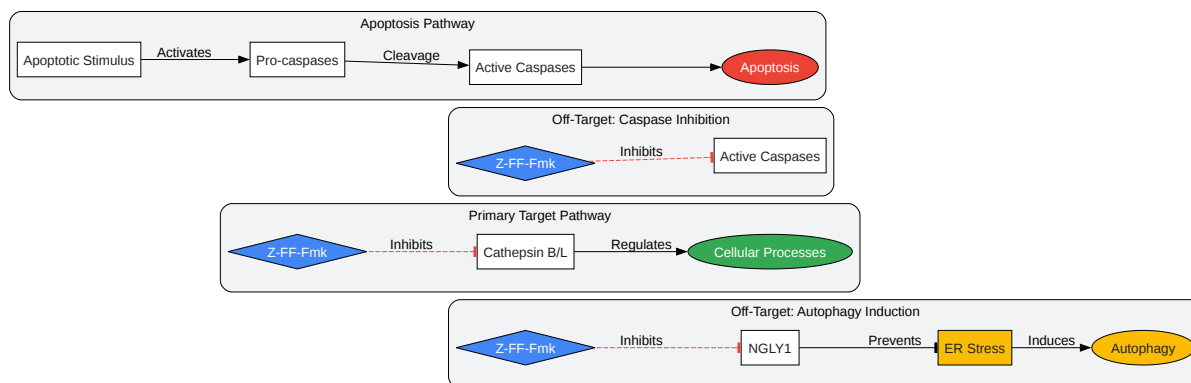 Apoptosis Pathway
Apoptotic Stimulus
Activates
Pro-caspases
Cleavage
Active Caspases
Apoptosis
Off-Target: Caspase Inhibition
Z-FF-Fmk
Inhibits
Active Caspases
Primary Target Pathway
Z-FF-Fmk
Inhibits
Cathepsin B/L
Regulates
Cellular Processes
Off-Target: Autophagy Induction
Z-FF-Fmk
Inhibits
NGLY1
Prevents
ER Stress
Induces
Autophagy